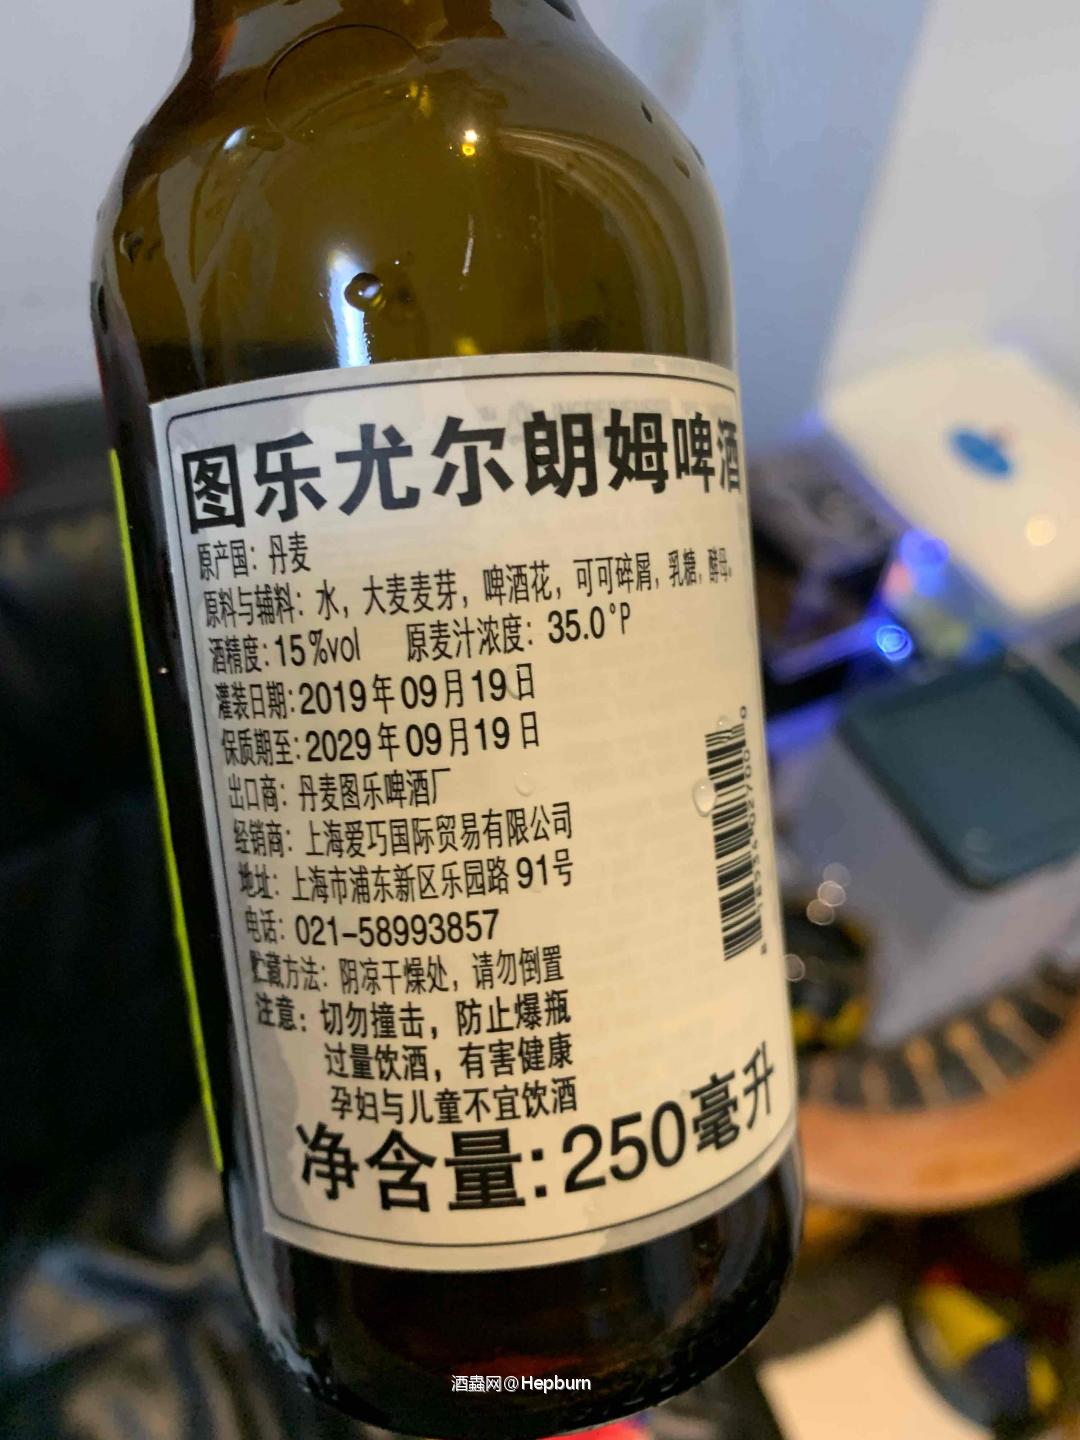 图乐尤尔朗姆啤酒
原产国：丹麦
原料与辅料：水，大麦麦芽，啤酒花，可可碎屑，乳糖，酵母。
酒精度：15%vol 原麦汁浓度：35.0°P
灌装日期：2019年09月19日
保质期至：2029年09月19日
出口商：丹麦图乐啤酒厂
经销商：上海爱巧国际贸易有限公司
地址：上海市浦东新区乐园路91号
电话：021-58993857
贮藏方法：阴凉干燥处，请勿倒置
注意：切勿撞击，防止爆瓶
过量饮酒，有害健康
孕妇与儿童不宜饮酒
净含量：250毫升
酒蟲网@Hepburn